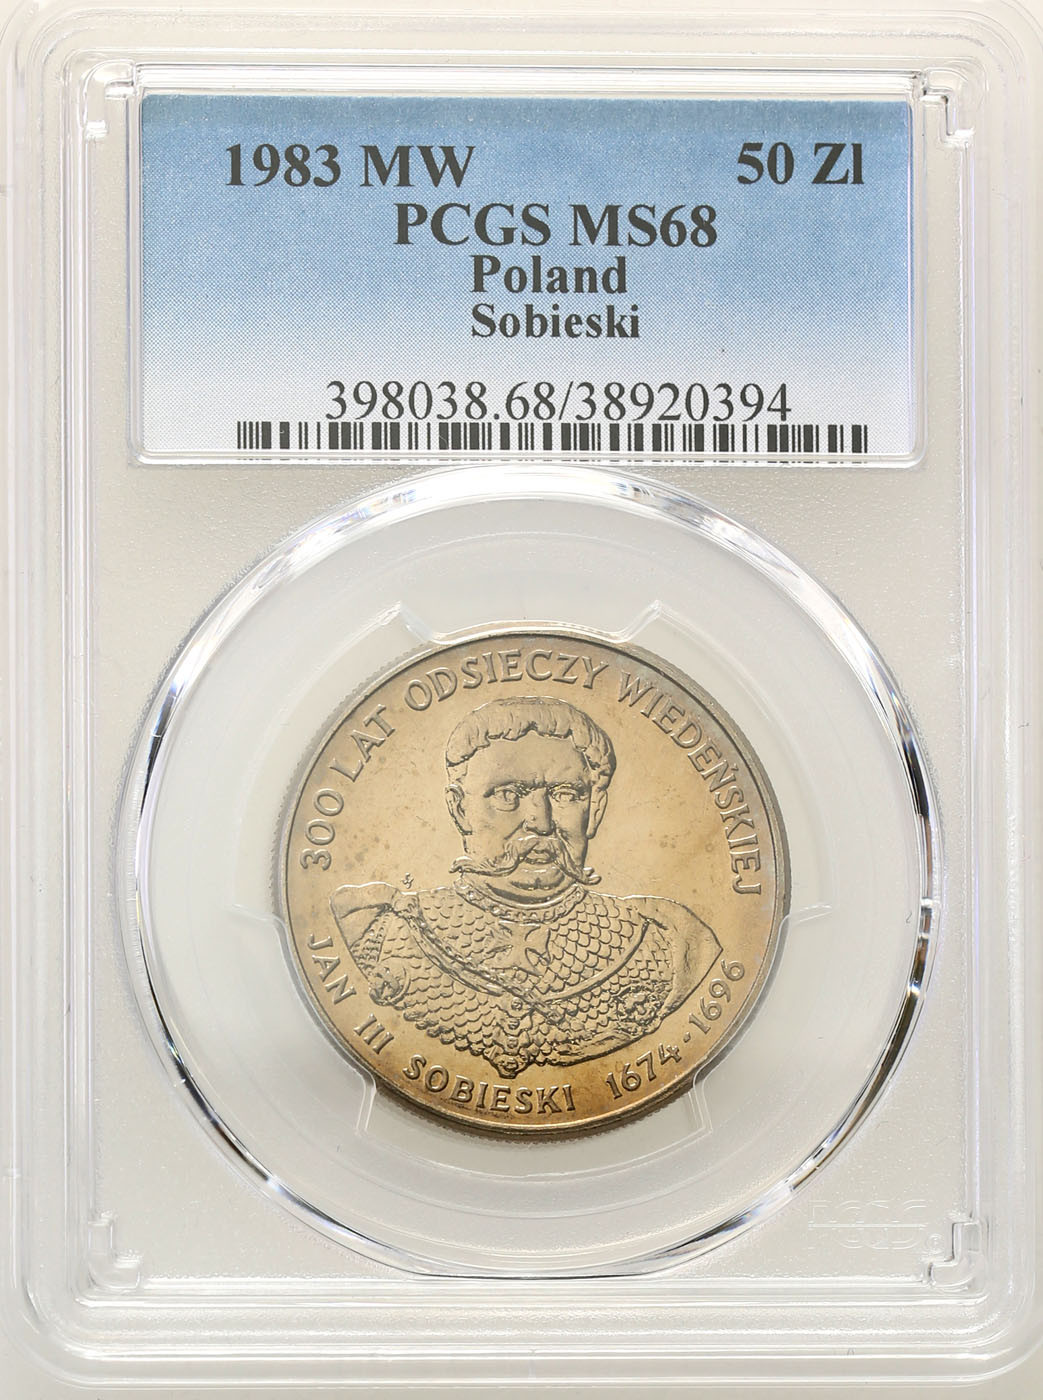 1983 MW 50 Zl
PCGS MS68
Poland
Sobieski
398038.68/38920394
300 LAT ODSIECZY WIEDEŃSKIEJ
JAN III SOBIESKI 1674-1696
PCGS